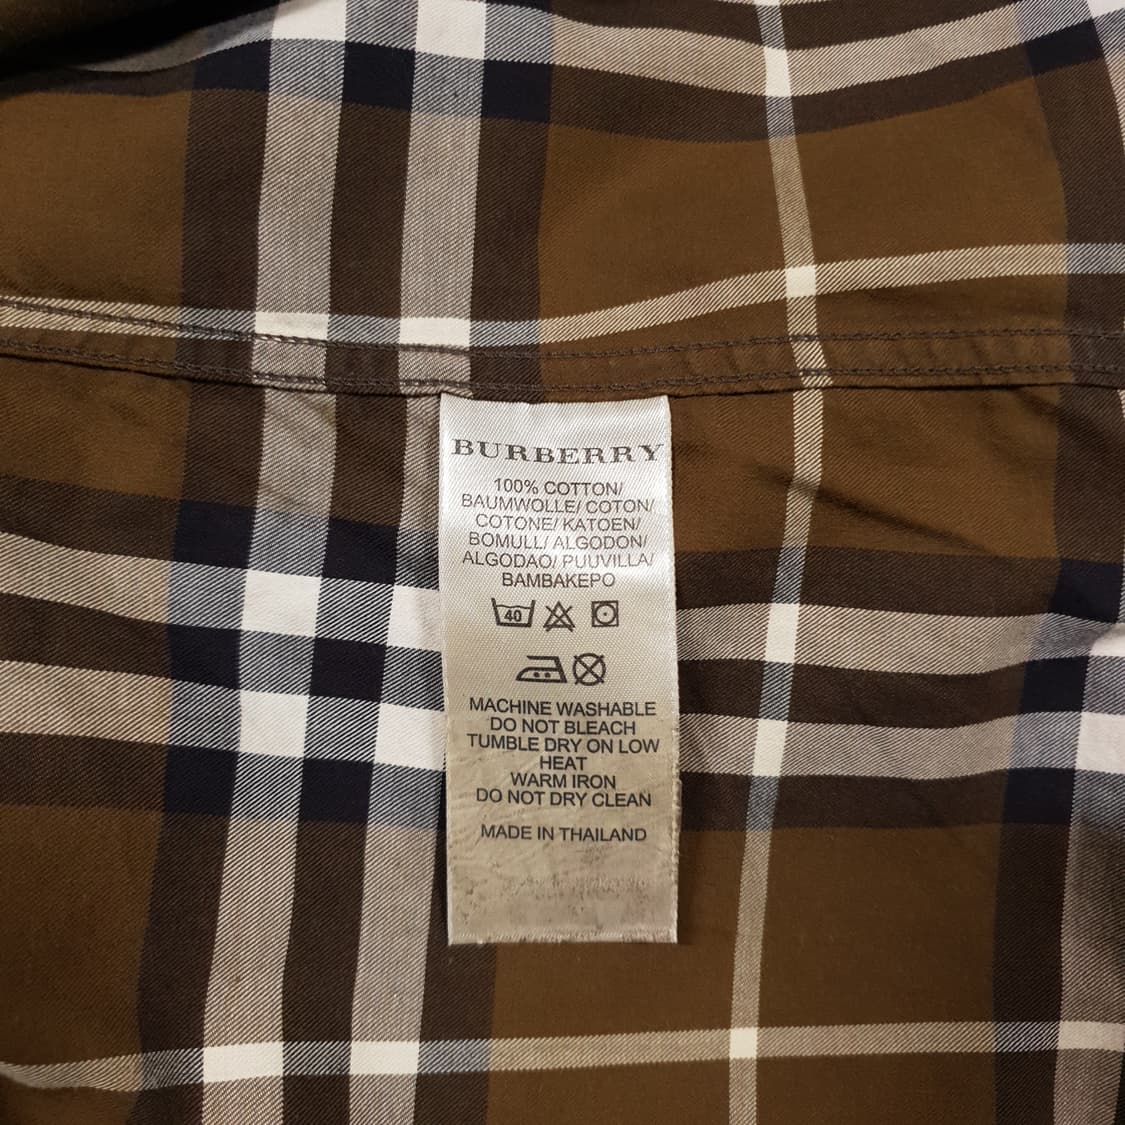 BURBERRY
100% COTTON/
BAUMWOLLE/ COTON/
COTONE/ KATOEN/
BOMULL/ ALGODON/
ALGODAO/ PUUVILLA/
BAMBAKEPO
40
MACHINE WASHABLE
DO NOT BLEACH
TUMBLE DRY ON LOW
HEAT
WARM IRON
DO NOT DRY CLEAN
MADE IN THAILAND